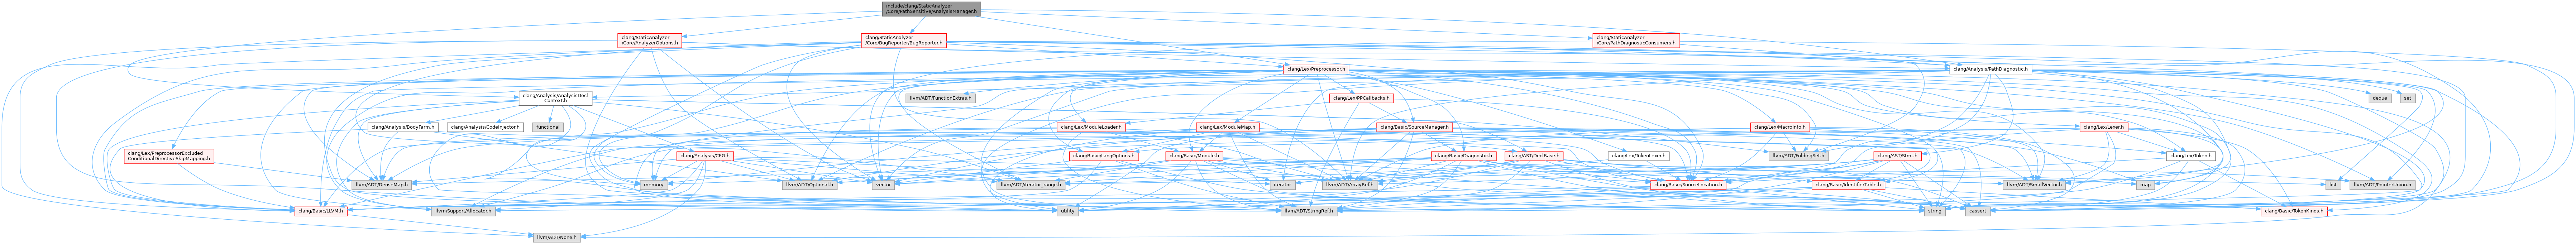 include/clang/StaticAnalyzer
/Core/PathSensitive/AnalysisManager.h
clang/StaticAnalyzer
/Core/AnalyzerOptions.h
clang/StaticAnalyzer
/Core/BugReporter/BugReporter.h
clang/StaticAnalyzer
/Core/PathDiagnosticConsumers.h
clang/Lex/Preprocessor.h
clang/Analysis/PathDiagnostic.h
clang/Analysis/AnalysisDecl
Context.h
llvm/ADT/FunctionExtras.h
clang/Lex/PPCallbacks.h
deque
set
clang/Analysis/BodyFarm.h
clang/Analysis/CodeInjector.h
functional
clang/Lex/ModuleLoader.h
clang/Lex/ModuleMap.h
clang/Basic/SourceManager.h
clang/Lex/MacroInfo.h
clang/Lex/Lexer.h
clang/Lex/PreprocessorExcluded
ConditionalDirectiveSkipMapping.h
clang/Analysis/CFG.h
clang/Basic/LangOptions.h
clang/Basic/Module.h
clang/Basic/Diagnostic.h
clang/AST/DeclBase.h
clang/Lex/TokenLexer.h
llvm/ADT/FoldingSet.h
clang/AST/Stmt.h
clang/Lex/Token.h
llvm/ADT/DenseMap.h
memory
llvm/ADT/Optional.h
vector
llvm/ADT/iterator_range.h
iterator
llvm/ADT/ArrayRef.h
clang/Basic/SourceLocation.h
clang/Basic/IdentifierTable.h
llvm/ADT/SmallVector.h
map
list
llvm/ADT/PointerUnion.h
clang/Basic/LLVM.h
llvm/Support/Allocator.h
utility
llvm/ADT/StringRef.h
string
cassert
clang/Basic/TokenKinds.h
llvm/ADT/None.h